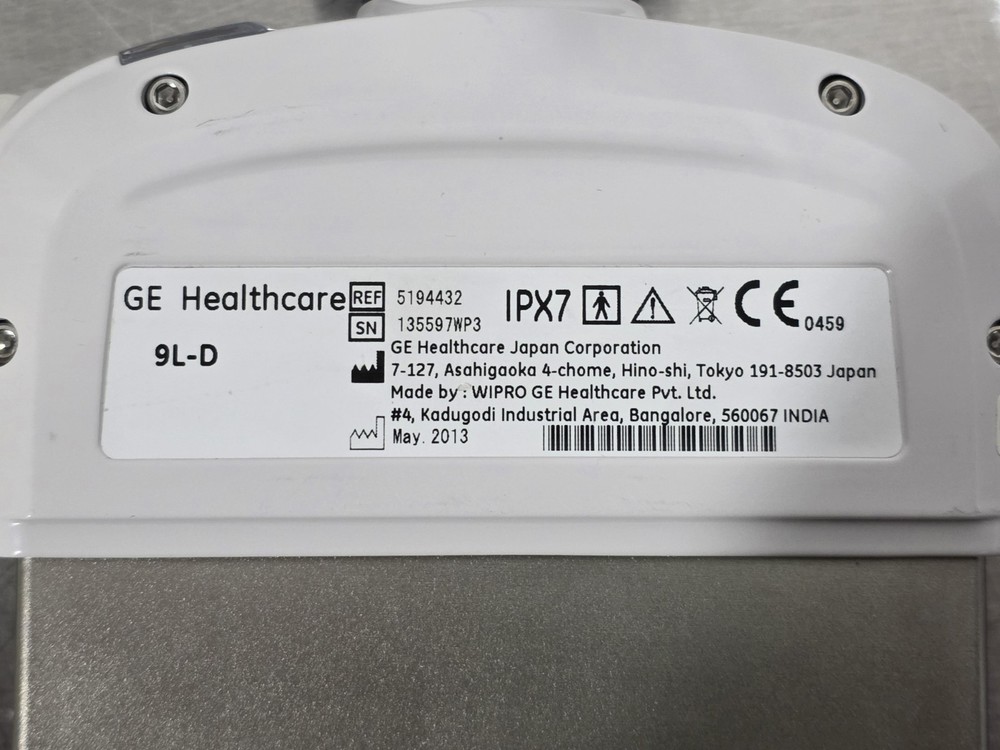 GE Healthcare
9L-D
REF 5194432
SN 135597WP3
IPX7
CE 0459
GE Healthcare Japan Corporation
7-127, Asahigaoka 4-chome, Hino-shi, Tokyo 191-8503 Japan
Made by : WIPRO GE Healthcare Pvt. Ltd.
#4, Kadugodi Industrial Area, Bangalore, 560067 INDIA
May. 2013